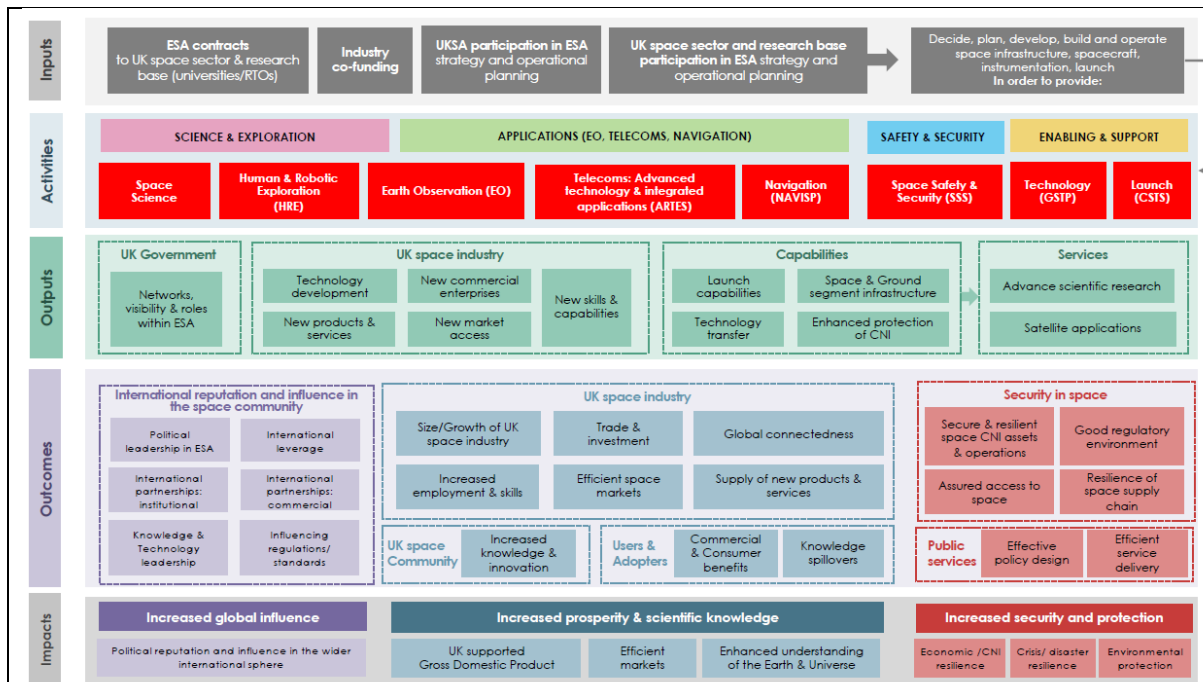 Inputs
ESA contracts
to UK space sector & research
base (universities/RTOs)
Industry
co-funding
UKSA participation in ESA
strategy and operational
planning
UK space sector and research base
participation in ESA strategy and
operational planning
Decide, plan, develop, build and operate
space infrastructure, spacecraft,
instrumentation, launch
In order to provide:
Activities
SCIENCE & EXPLORATION
APPLICATIONS (EO, TELECOMS, NAVIGATION)
SAFETY & SECURITY
ENABLING & SUPPORT
Space
Science
Human & Robotic
Exploration
(HRE)
Earth Observation (EO)
Telecoms: Advanced
technology & integrated
applications (ARTES)
Navigation
(NAVISP)
Space Safety &
Security (SSS)
Technology
(GSTP)
Launch
(CSTS)
Outputs
UK Government
Networks,
visibility & roles
within ESA
UK space industry
Technology
development
New commercial
enterprises
New products &
services
New market
access
New skills &
capabilities
Capabilities
Launch
capabilities
Space & Ground
segment infrastructure
Technology
transfer
Enhanced protection
of CNI
Services
Advance scientific research
Satellite applications
Outcomes
International reputation and influence in
the space community
Political
leadership in ESA
International
leverage
International
partnerships:
institutional
International
partnerships:
commercial
Knowledge &
Technology
leadership
Influencing
regulations/
standards
UK space industry
Size/Growth of UK
space industry
Trade &
investment
Global connectedness
Increased
employment & skills
Efficient space
markets
Supply of new products &
services
UK space
Community
Increased
knowledge &
innovation
Users &
Adopters
Commercial
& Consumer
benefits
Knowledge
spillovers
Security in space
Secure & resilient
space CNI assets
& operations
Good regulatory
environment
Assured access to
space
Resilience of
space supply
chain
Public
services
Effective
policy design
Efficient
service
delivery
Impacts
Increased global influence
Political reputation and influence in the wider
international sphere
Increased prosperity & scientific knowledge
UK supported
Gross Domestic Product
Efficient
markets
Enhanced understanding
of the Earth & Universe
Increased security and protection
Economic /CNI
resilience
Crisis/ disaster
resilience
Environmental
protection